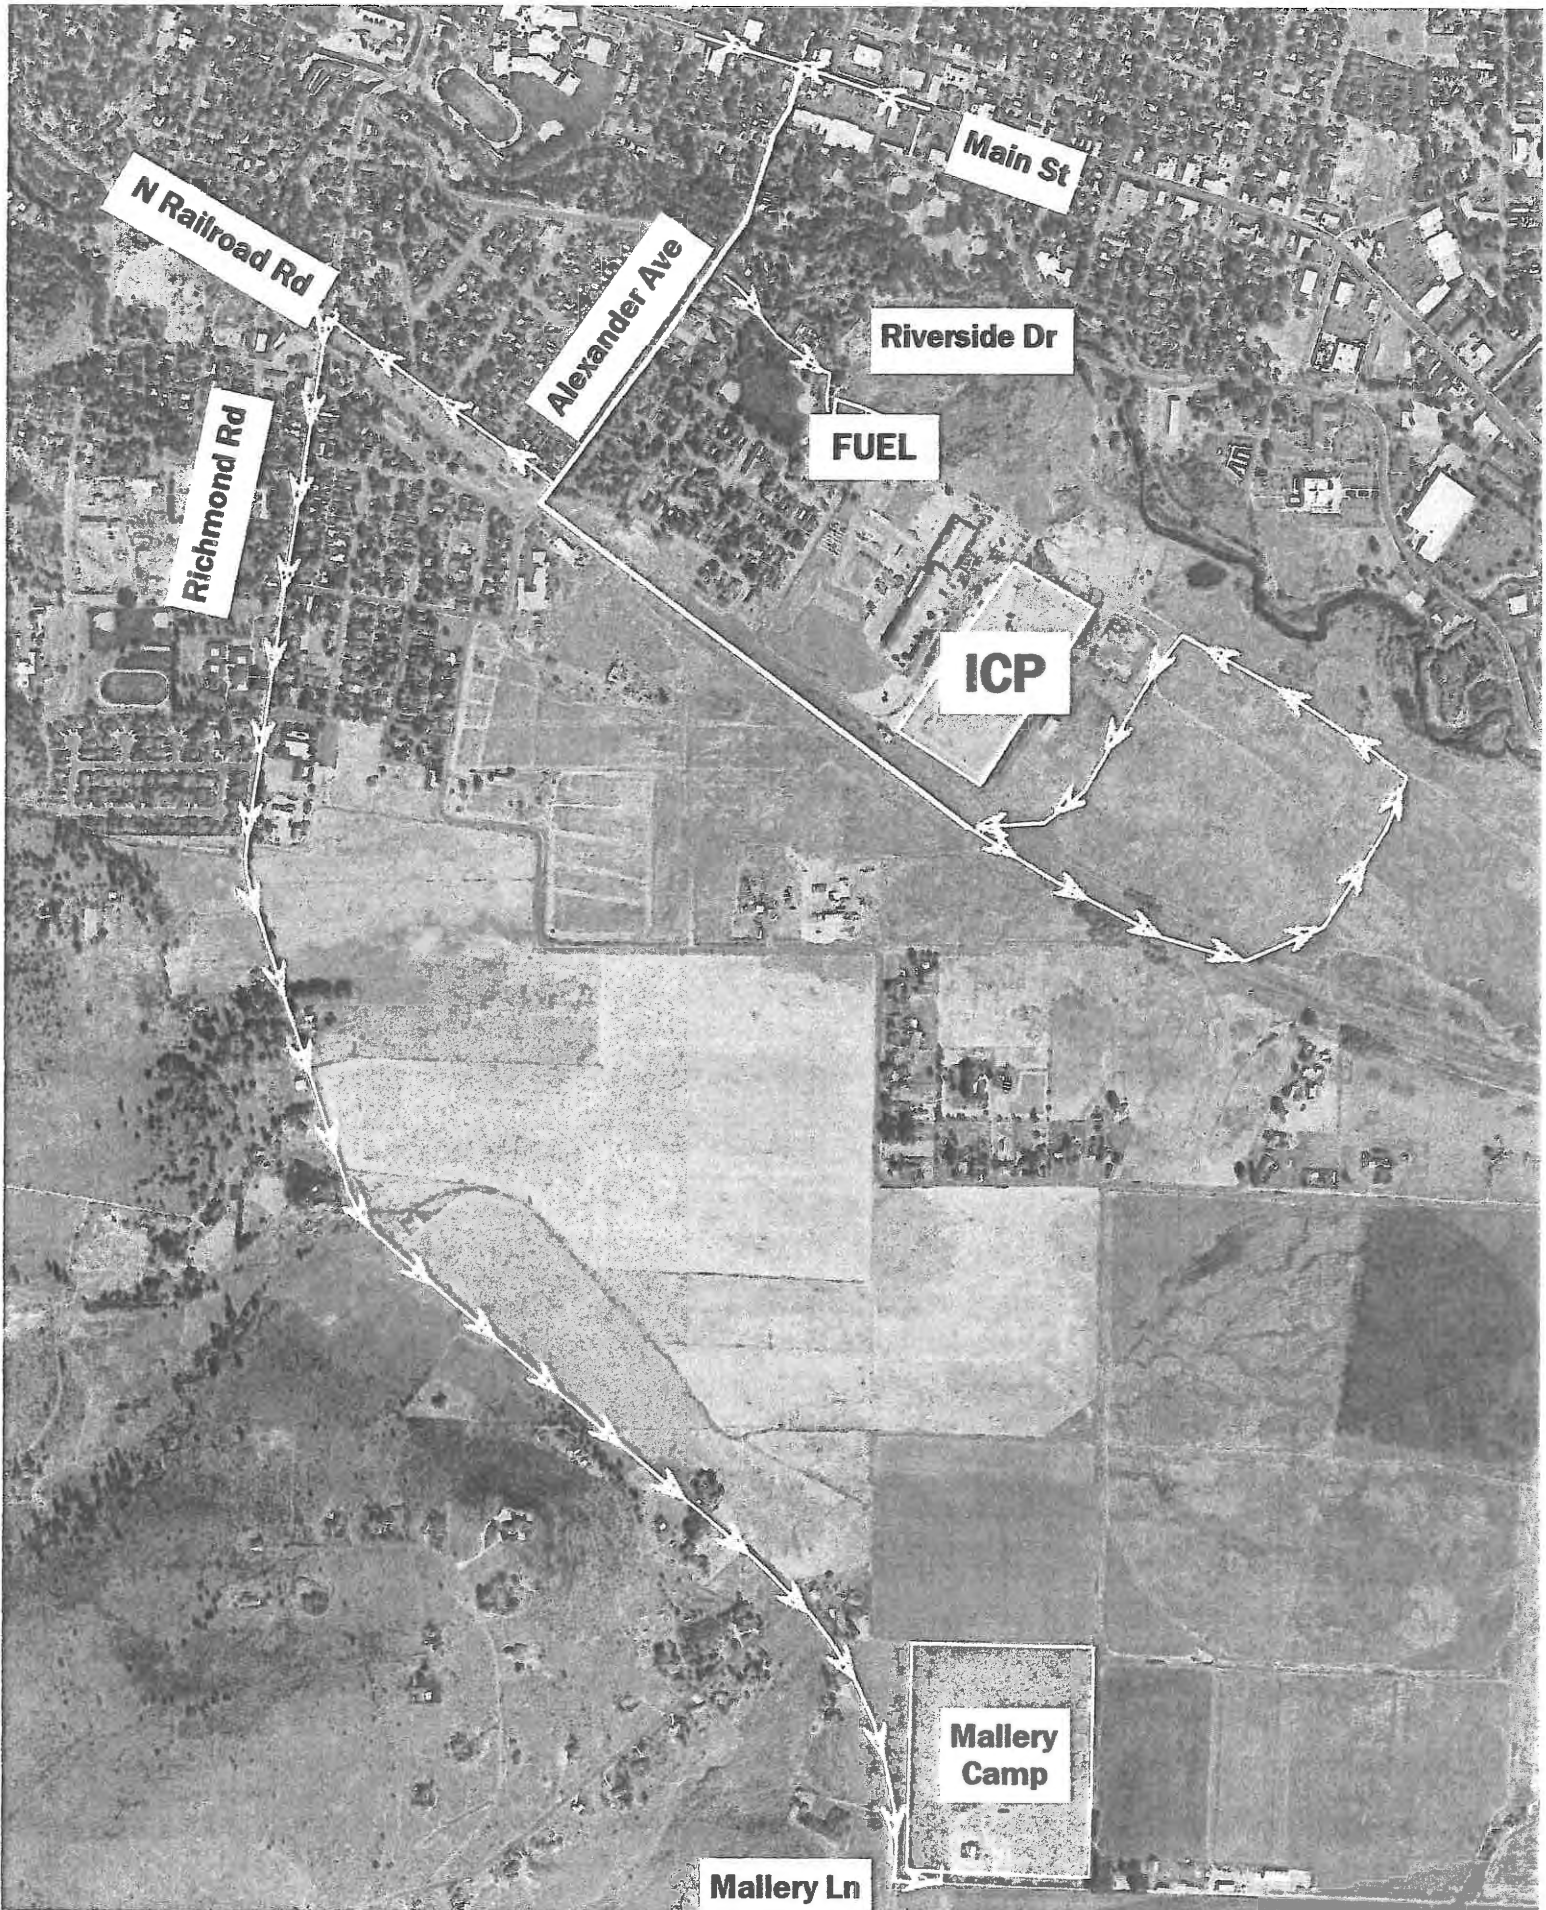 Main St
N Railroad Rd
Alexander Ave
Riverside Dr
FUEL
Richmond Rd
ICP
Mallery
Camp
Mallery Ln